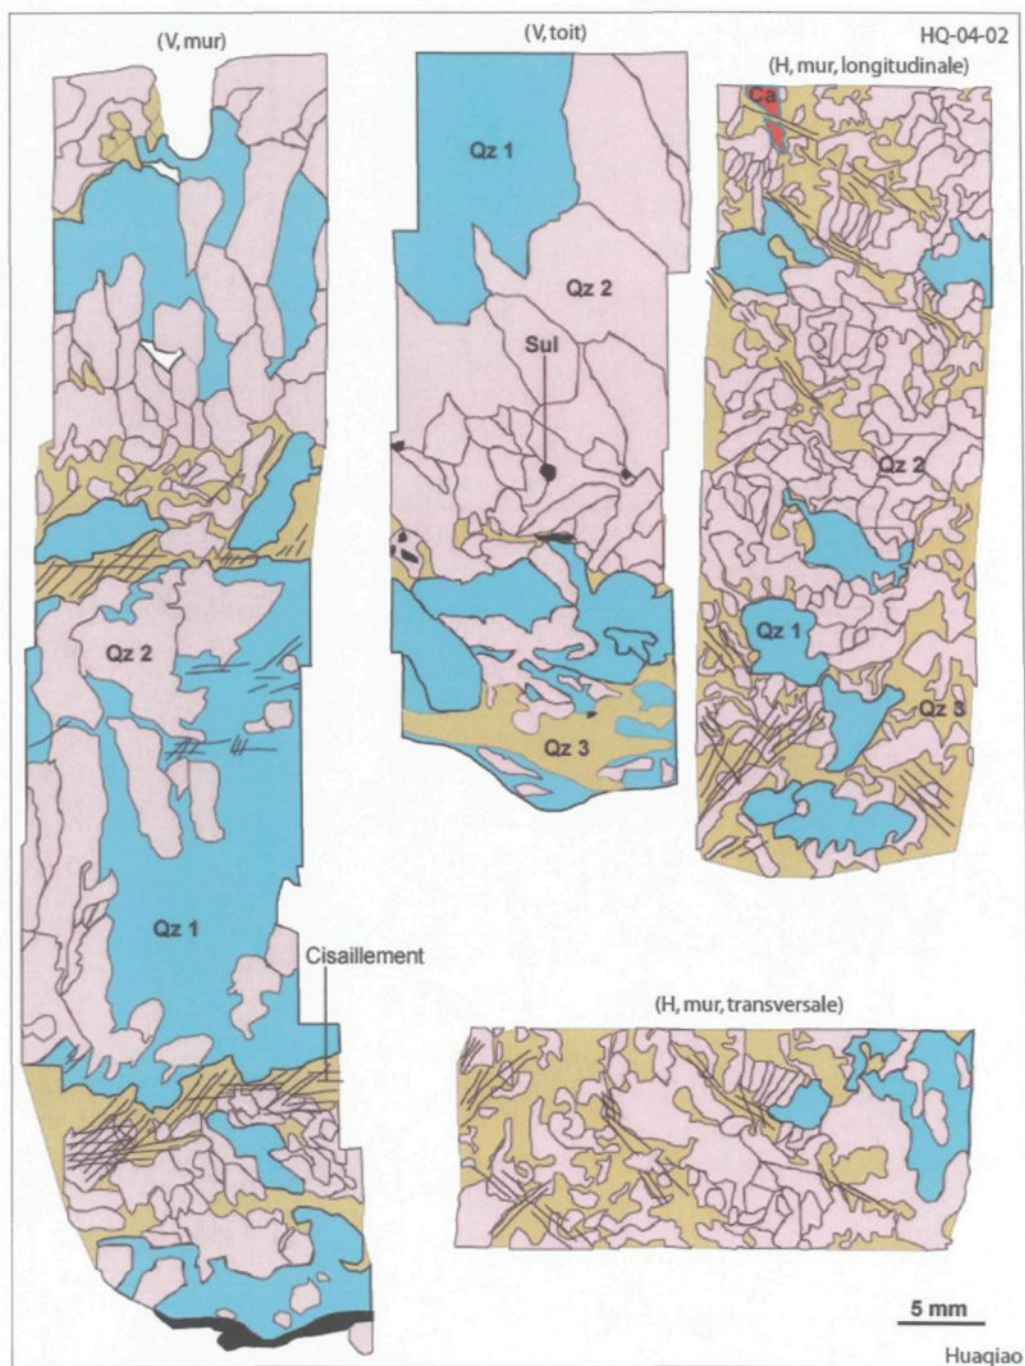 HQ-04-02
(V, mur)
(V, toit)
(H, mur, longitudinale)
Ca
Qz 1
Qz 2
Sul
Qz 2
Qz 2
Qz 1
Qz 3
Qz 3
Qz 1
Cisaillement
(H, mur, transversale)
5 mm
Huaqiao